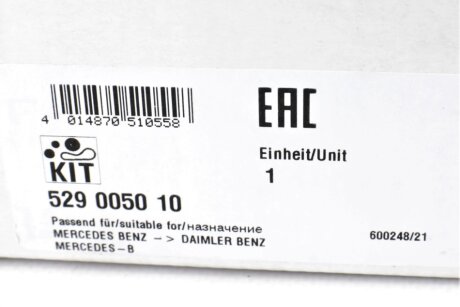 4 014870 510558
EAC
KIT
Einheit/Unit
1
529 0050 10
Passend für/suitable for/назначение
MERCEDES BENZ --> DAIMLER BENZ
MERCEDES-B
600248/21